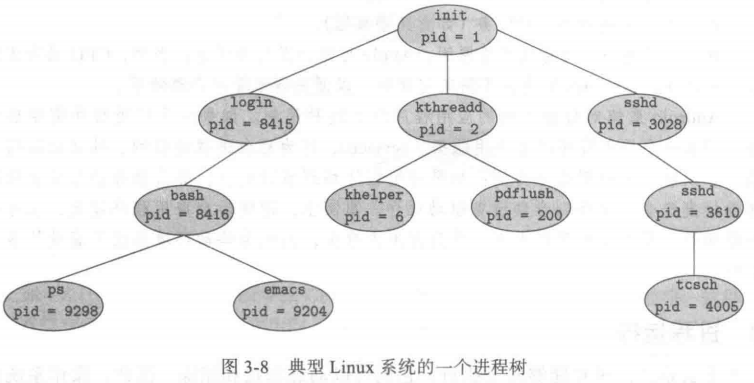 init
pid = 1
login
pid = 8415
kthreadd
pid = 2
sshd
pid = 3028
bash
pid = 8416
khelper
pid = 6
pdflush
pid = 200
sshd
pid = 3610
ps
pid = 9298
emacs
pid = 9204
tcsch
pid = 4005
图 3-8 典型 Linux 系统的一个进程树